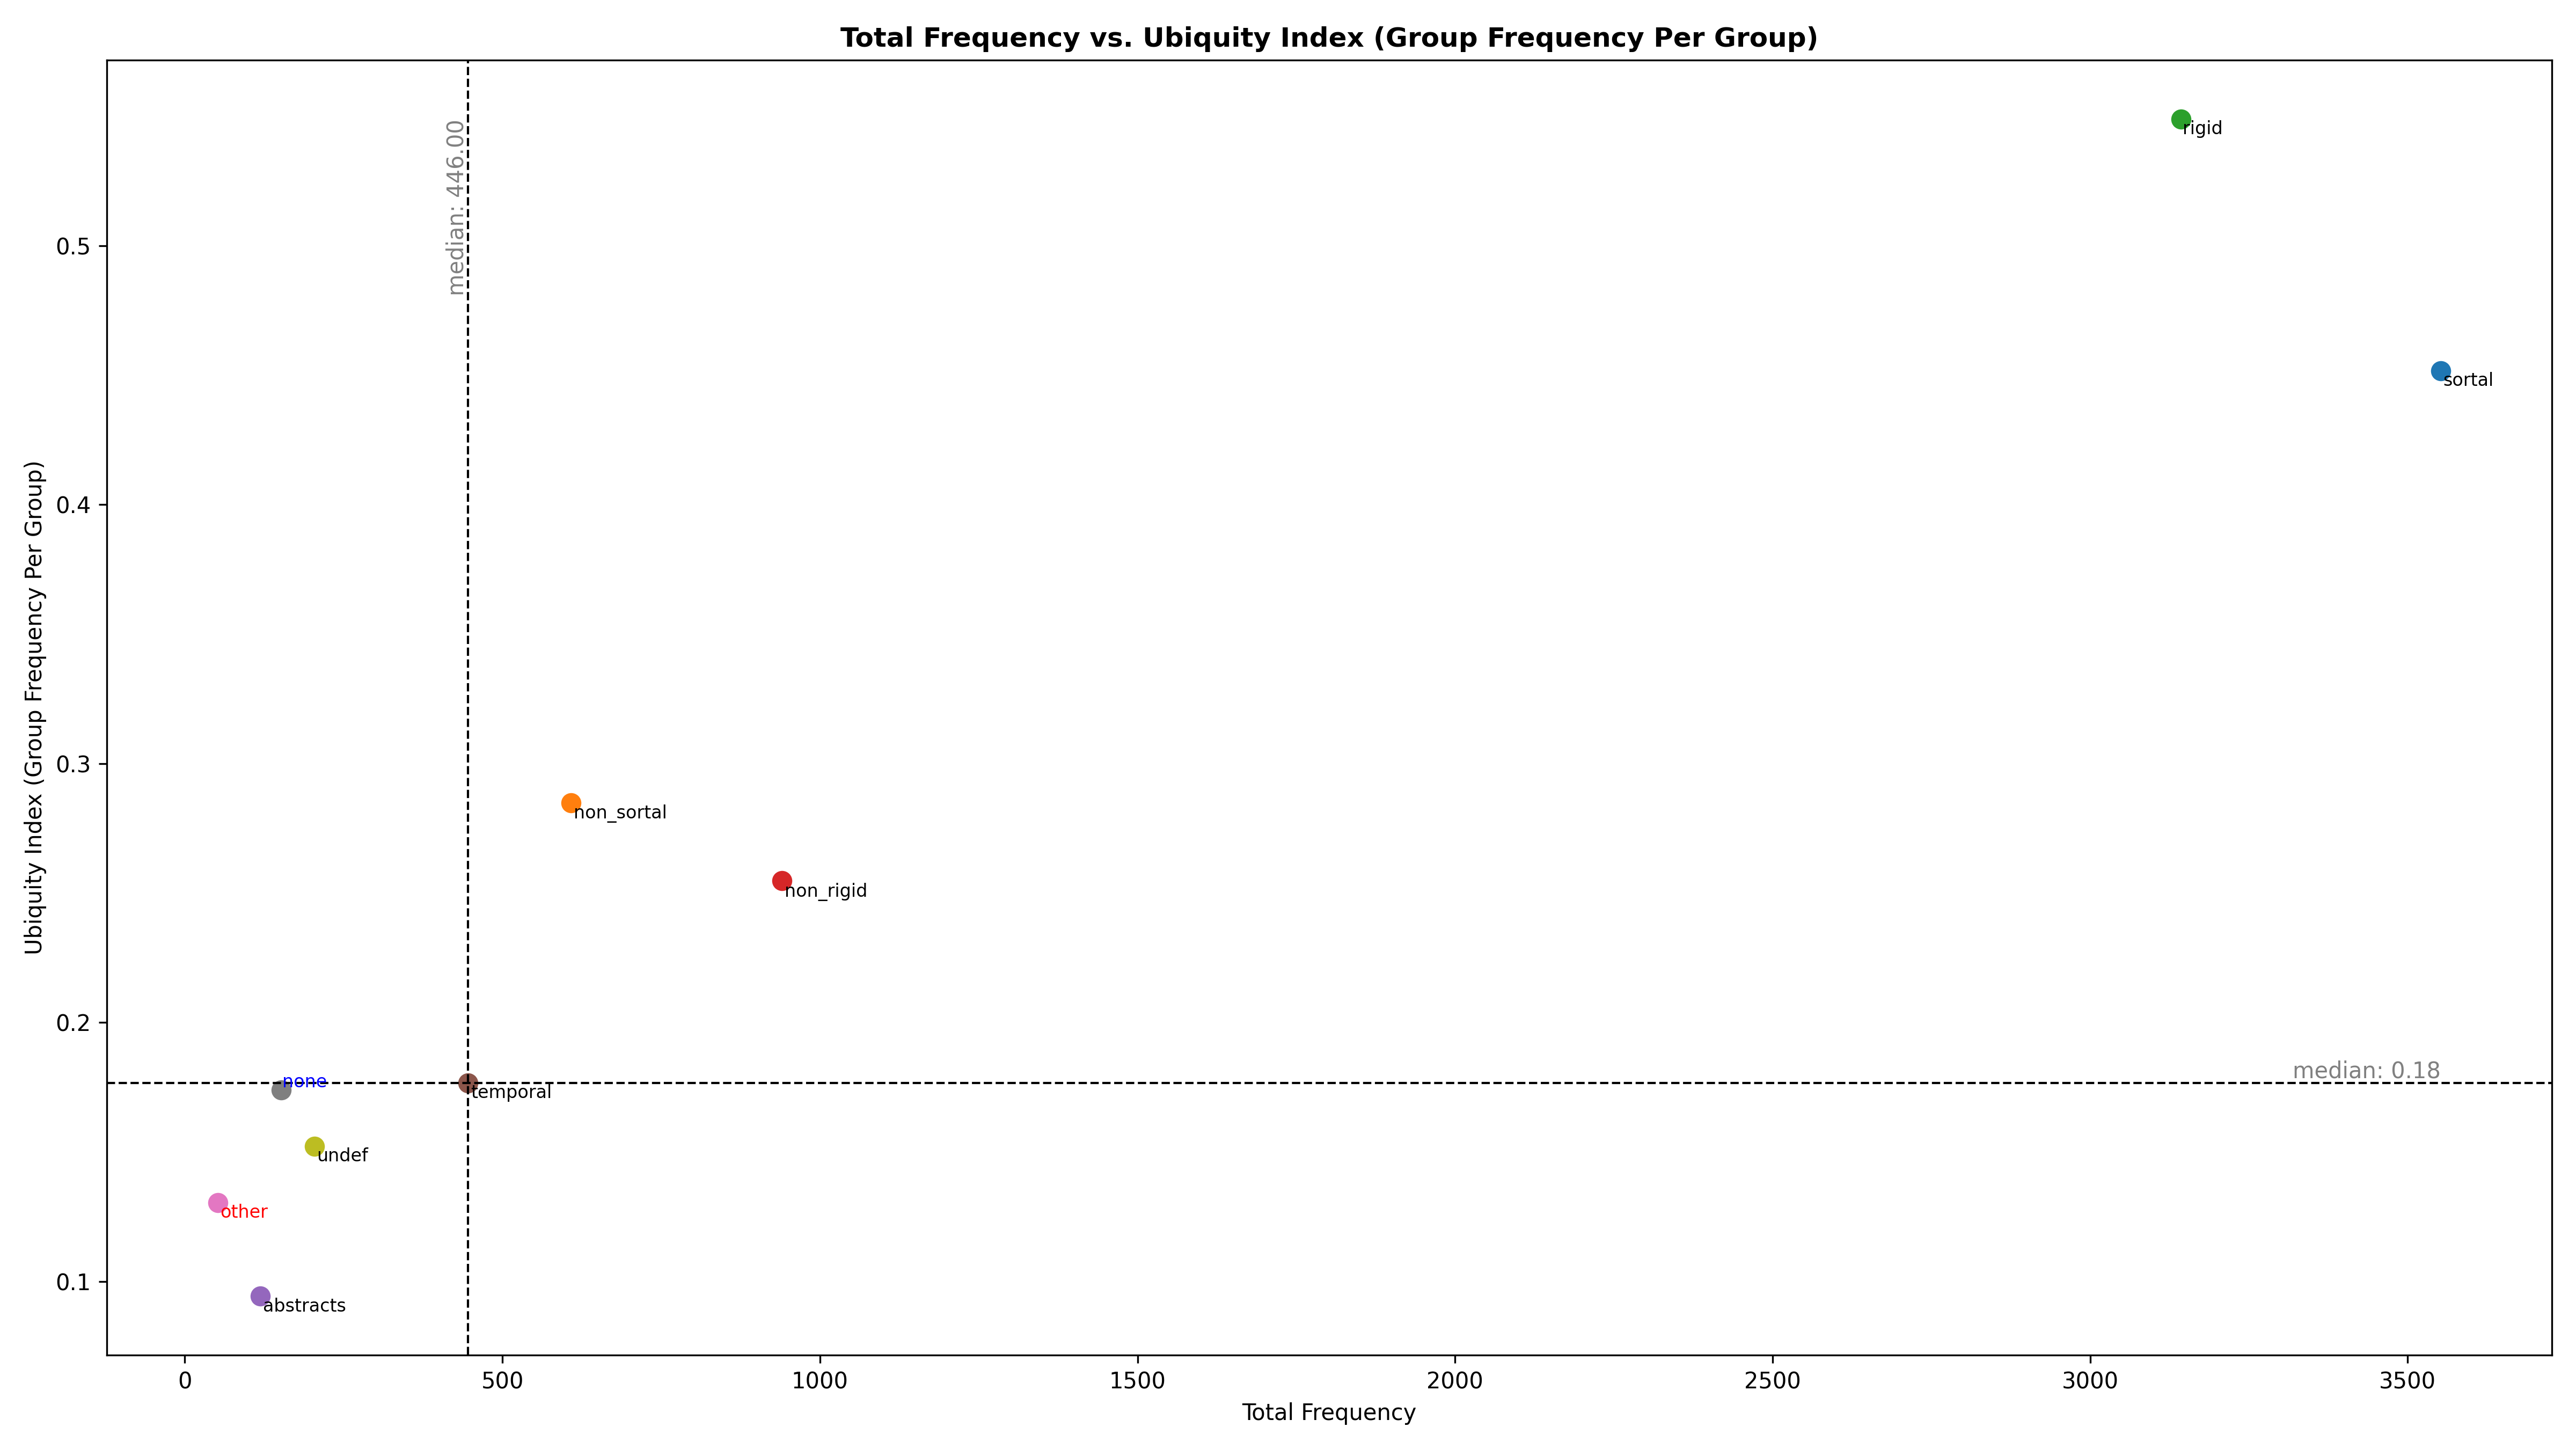 Total Frequency vs. Ubiquity Index (Group Frequency Per Group)
Ubiquity Index (Group Frequency Per Group)
0.5
0.4
0.3
0.2
0.1
median: 446.00
rigid
sortal
non_sortal
non_rigid
median: 0.18
none
temporal
undef
other
abstracts
0 500 1000 1500 2000 2500 3000 3500
Total Frequency